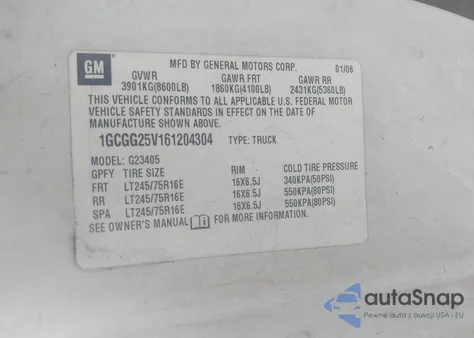 GM
MFD BY GENERAL MOTORS CORP. 01/06
GVWR GAWR FRT GAWR RR
3901KG(8600LB) 1860KG(4100LB) 2431KG(5360LB)
THIS VEHICLE CONFORMS TO ALL APPLICABLE U.S. FEDERAL MOTOR
VEHICLE SAFETY STANDARDS IN EFFECT ON THE DATE OF
MANUFACTURE SHOWN ABOVE.
1GCGG25V161204304 TYPE: TRUCK
MODEL: G23405
GPFY TIRE SIZE RIM COLD TIRE PRESSURE
FRT LT245/75R16E 16X6.5J 340KPA(50PSI)
RR LT245/75R16E 16X6.5J 550KPA(80PSI)
SPA LT245/75R16E 16X6.5J 550KPA(80PSI)
SEE OWNER'S MANUAL FOR MORE INFORMATION
autoSnap
Pewne auta z aukcji USA i EU